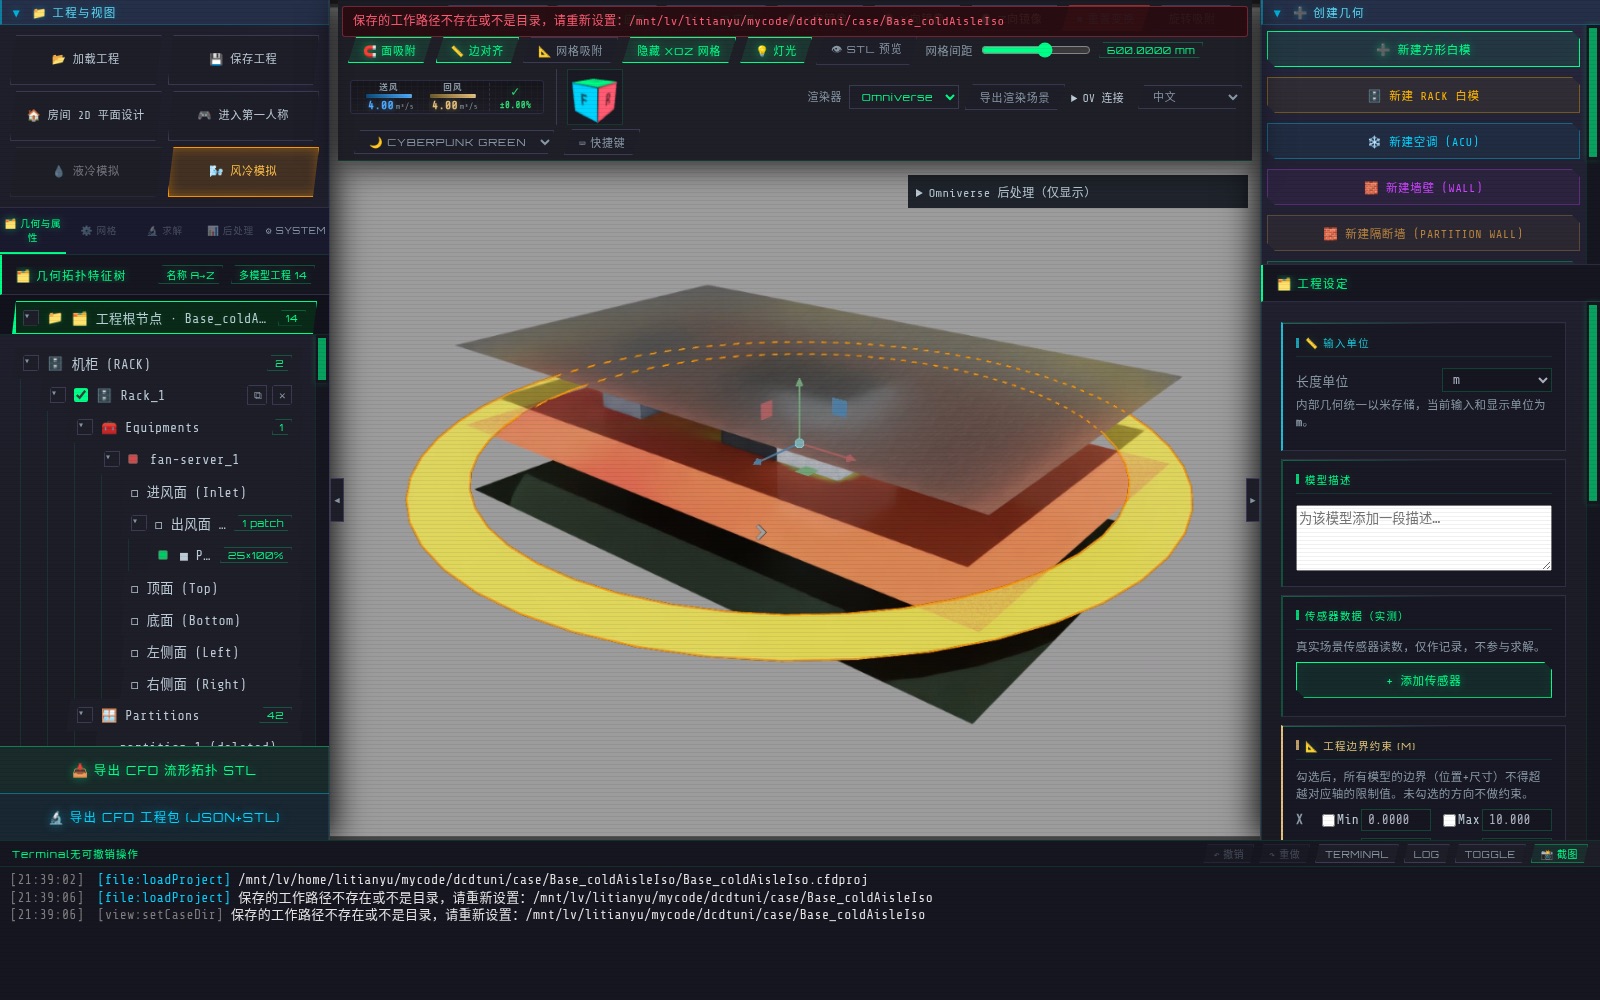 ▼ 📁 工程与视图
📂 加载工程
💾 保存工程
🏠 房间 2D 平面设计
🎮 进入第一人称
💧 液冷模拟
🌬️ 风冷模拟
🗂️ 几何与属性
⚙️ 网格
🔬 求解
📊 后处理
⚙ SYSTEM
🗂️ 几何拓扑特征树
名称 A→Z
多模型工程 14
📁 🗂️ 工程根节点 · Base_coldA… 14
机柜 (RACK) 2
Rack_1
Equipments 1
fan-server_1
□ 进风面 (Inlet)
□ 出风面 … 1 patch
■ P… 25×100%
□ 顶面 (Top)
□ 底面 (Bottom)
□ 左侧面 (Left)
□ 右侧面 (Right)
Partitions 42
📥 导出 CFD 流形拓扑 STL
🔬 导出 CFD 工程包 (JSON+STL)
保存的工作路径不存在或不是目录，请重新设置：/mnt/lv/litianyu/mycode/dcdtuni/case/Base_coldAisleIso
🧲 面吸附
📏 边对齐
📐 网格吸附
隐藏 XOZ 网格
💡 灯光
👁 STL 预览
网格间距
600.0000 mm
送风
4.00 m³/s
回风
4.00 m³/s
✓
±0.00%
F
R
渲染器
Omniverse
导出渲染场景
▶ OV 连接
中文
🌙 CYBERPUNK GREEN
⌨ 快捷键
▶ Omniverse 后处理（仅显示）
▼ ➕ 创建几何
➕ 新建方形白模
🗄️ 新建 RACK 白模
❄️ 新建空调 (ACU)
🧱 新建墙壁 (WALL)
🧱 新建隔断墙 (PARTITION WALL)
🗂️ 工程设定
📏 输入单位
长度单位
m
内部几何统一以米存储，当前输入和显示单位为
m。
模型描述
为该模型添加一段描述…
传感器数据（实测）
真实场景传感器读数，仅作记录，不参与求解。
+ 添加传感器
📐 工程边界约束 (M)
勾选后，所有模型的边界（位置+尺寸）不得超
越对应轴的限制值。未勾选的方向不做约束。
X Min 0.0000 Max 10.000
Terminal无可撤销操作
↶ 撤销
↷ 重做
TERMINAL
LOG
TOGGLE
📸 截图
[21:39:02] [file:loadProject] /mnt/lv/home/litianyu/mycode/dcdtuni/case/Base_coldAisleIso/Base_coldAisleIso.cfdproj
[21:39:06] [file:loadProject] 保存的工作路径不存在或不是目录，请重新设置：/mnt/lv/litianyu/mycode/dcdtuni/case/Base_coldAisleIso
[21:39:06] [view:setCaseDir] 保存的工作路径不存在或不是目录，请重新设置：/mnt/lv/litianyu/mycode/dcdtuni/case/Base_coldAisleIso